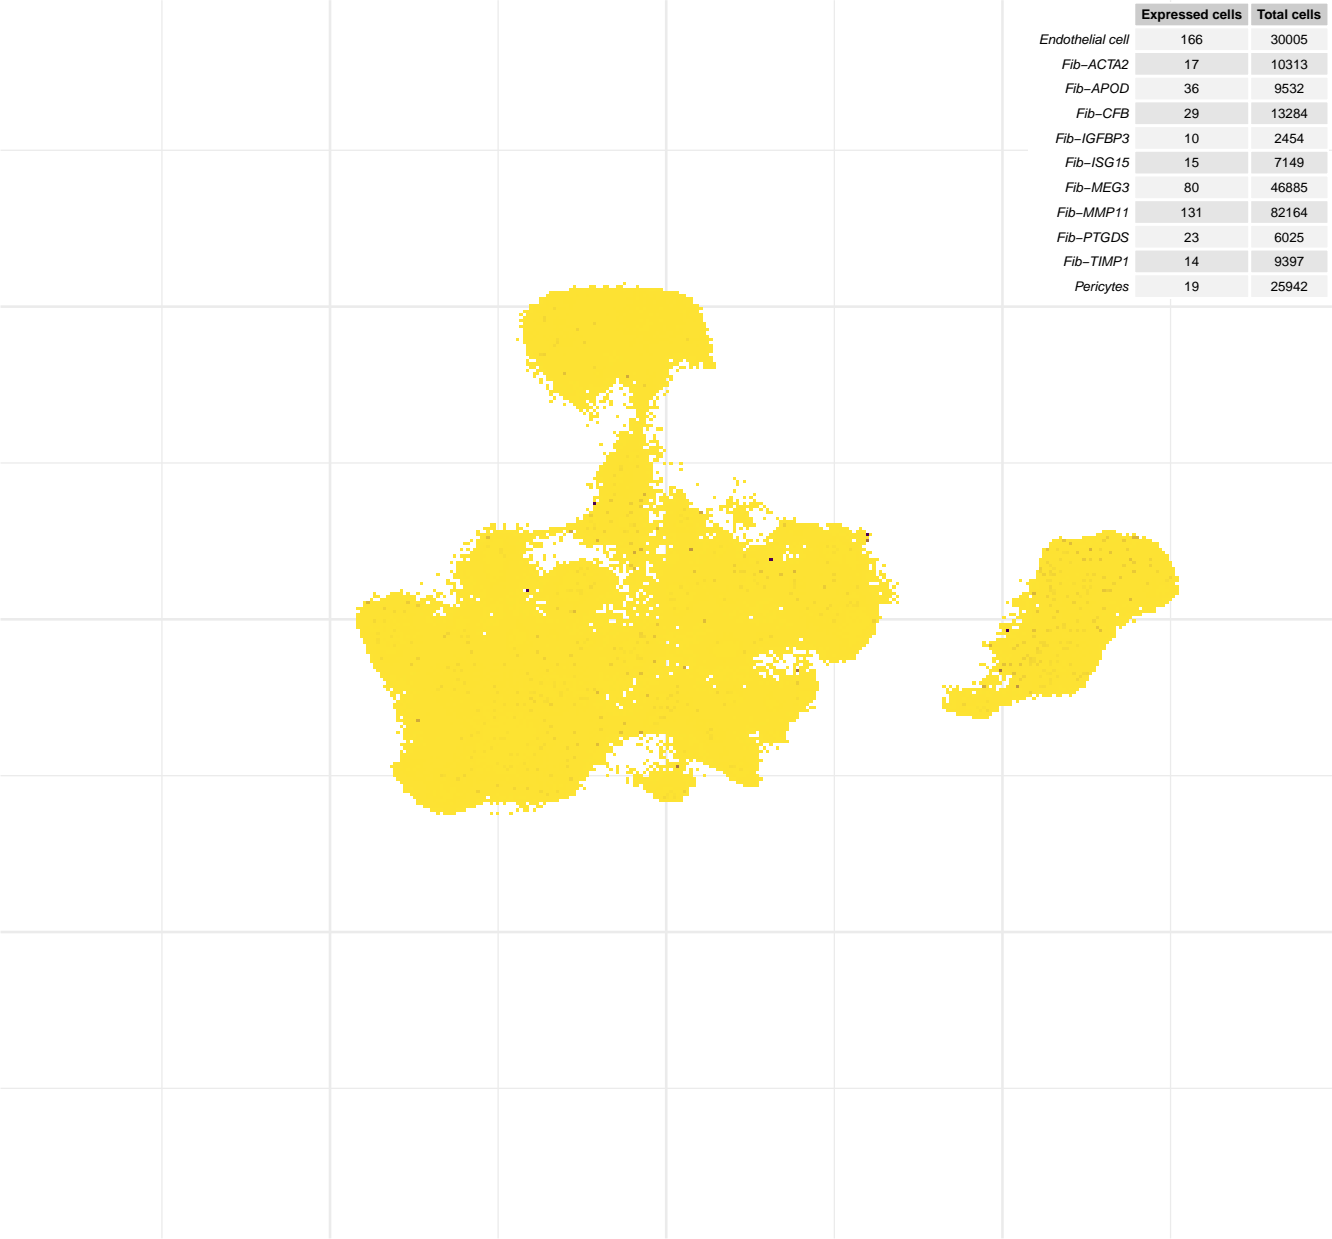 Expressed cells Total cells
Endothelial cell 166 30005
Fib−ACTA2 17 10313
Fib−APOD 36 9532
Fib−CFB 29 13284
Fib−IGFBP3 10 2454
Fib−ISG15 15 7149
Fib−MEG3 80 46885
Fib−MMP11 131 82164
Fib−PTGDS 23 6025
Fib−TIMP1 14 9397
Pericytes 19 25942